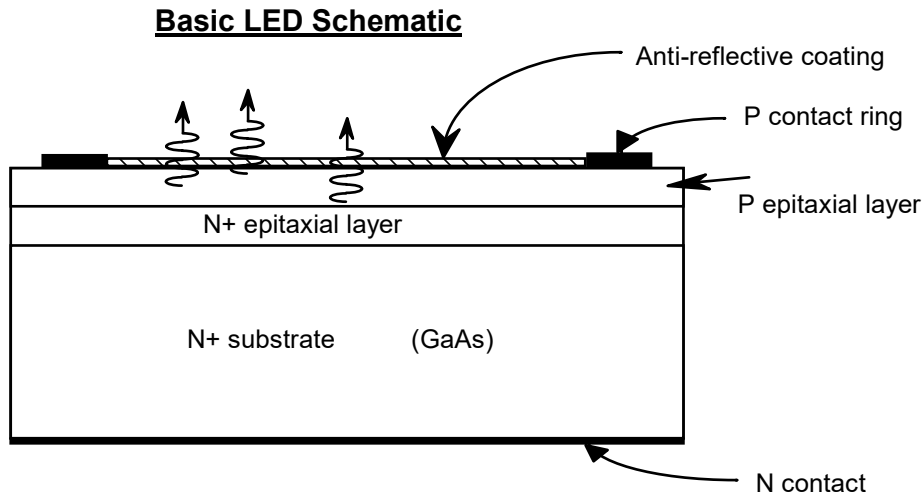 Basic LED Schematic
Anti-reflective coating
P contact ring
P epitaxial layer
N+ epitaxial layer
N+ substrate (GaAs)
N contact